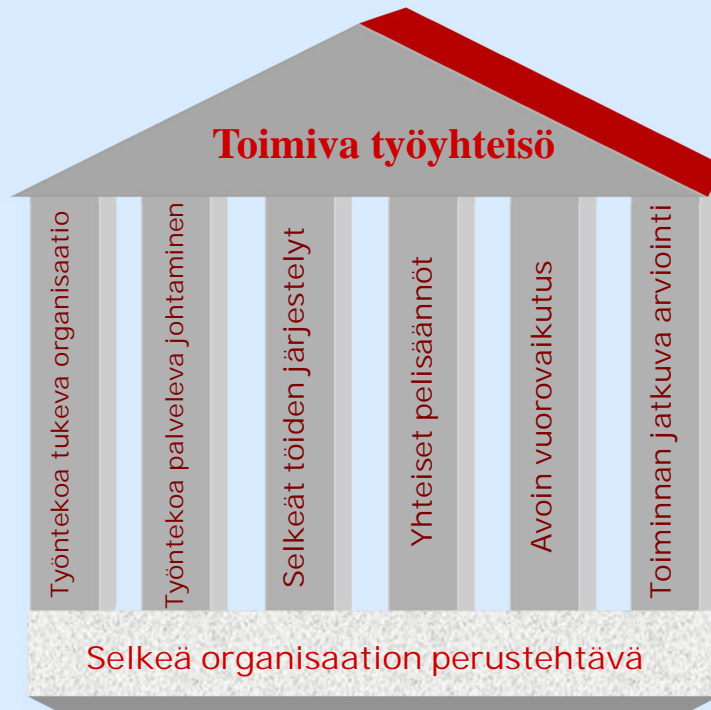 Toimiva työyhteisö
Työntekoa tukeva organisaatio
Työntekoa palveleva johtaminen
Selkeät töiden järjestelyt
Yhteiset pelisäännöt
Avoin vuorovaikutus
Toiminnan jatkuva arviointi
Selkeä organisaation perustehtävä